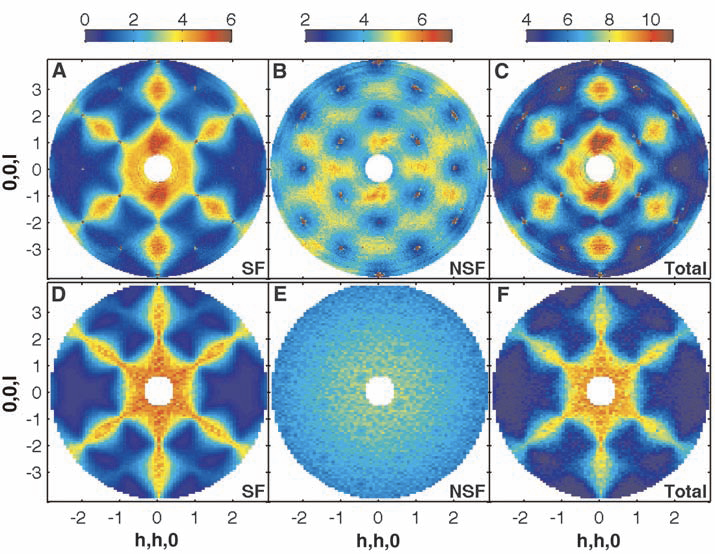 0 2 4 6 2 4 6 4 6 8 10
A B C
3
2
1
0
-1
-2
-3
0,0,l
SF NSF Total
D E F
3
2
1
0
-1
-2
-3
0,0,l
SF NSF Total
-2 -1 0 1 2 -2 -1 0 1 2 -2 -1 0 1 2
h,h,0 h,h,0 h,h,0